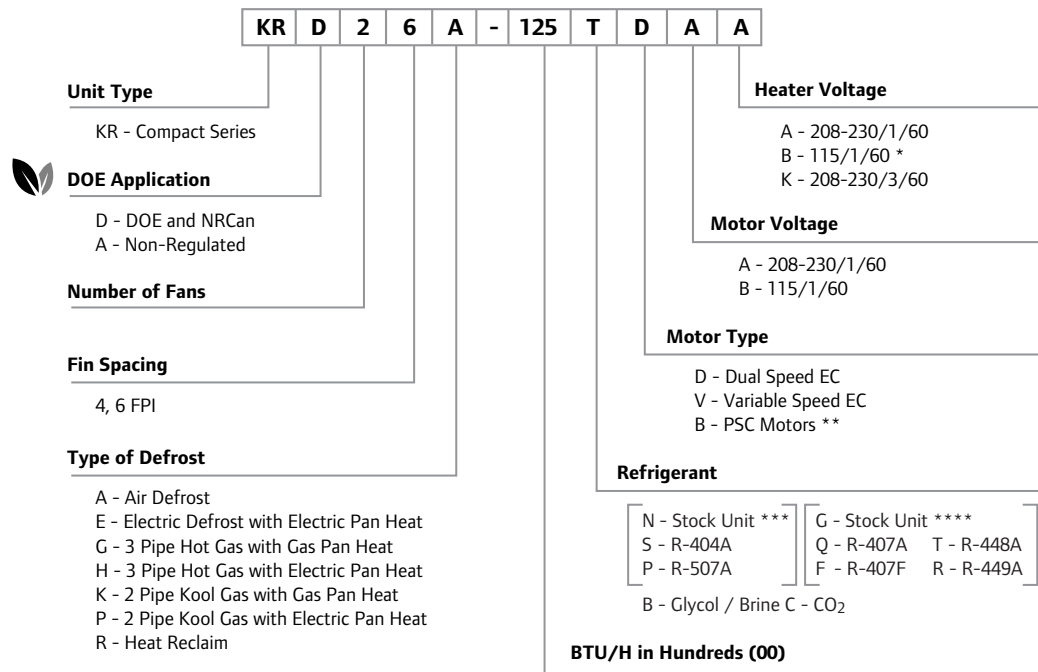 KR D 2 6 A - 125 T D A A
Unit Type
KR - Compact Series
DOE Application
D - DOE and NRCan
A - Non-Regulated
Number of Fans
Fin Spacing
4, 6 FPI
Type of Defrost
A - Air Defrost
E - Electric Defrost with Electric Pan Heat
G - 3 Pipe Hot Gas with Gas Pan Heat
H - 3 Pipe Hot Gas with Electric Pan Heat
K - 2 Pipe Kool Gas with Gas Pan Heat
P - 2 Pipe Kool Gas with Electric Pan Heat
R - Heat Reclaim
Heater Voltage
A - 208-230/1/60
B - 115/1/60 *
K - 208-230/3/60
Motor Voltage
A - 208-230/1/60
B - 115/1/60
Motor Type
D - Dual Speed EC
V - Variable Speed EC
B - PSC Motors **
Refrigerant
N - Stock Unit ***
S - R-404A
P - R-507A
G - Stock Unit ****
Q - R-407A T - R-448A
F - R-407F R - R-449A
B - Glycol / Brine C - CO2
BTU/H in Hundreds (00)